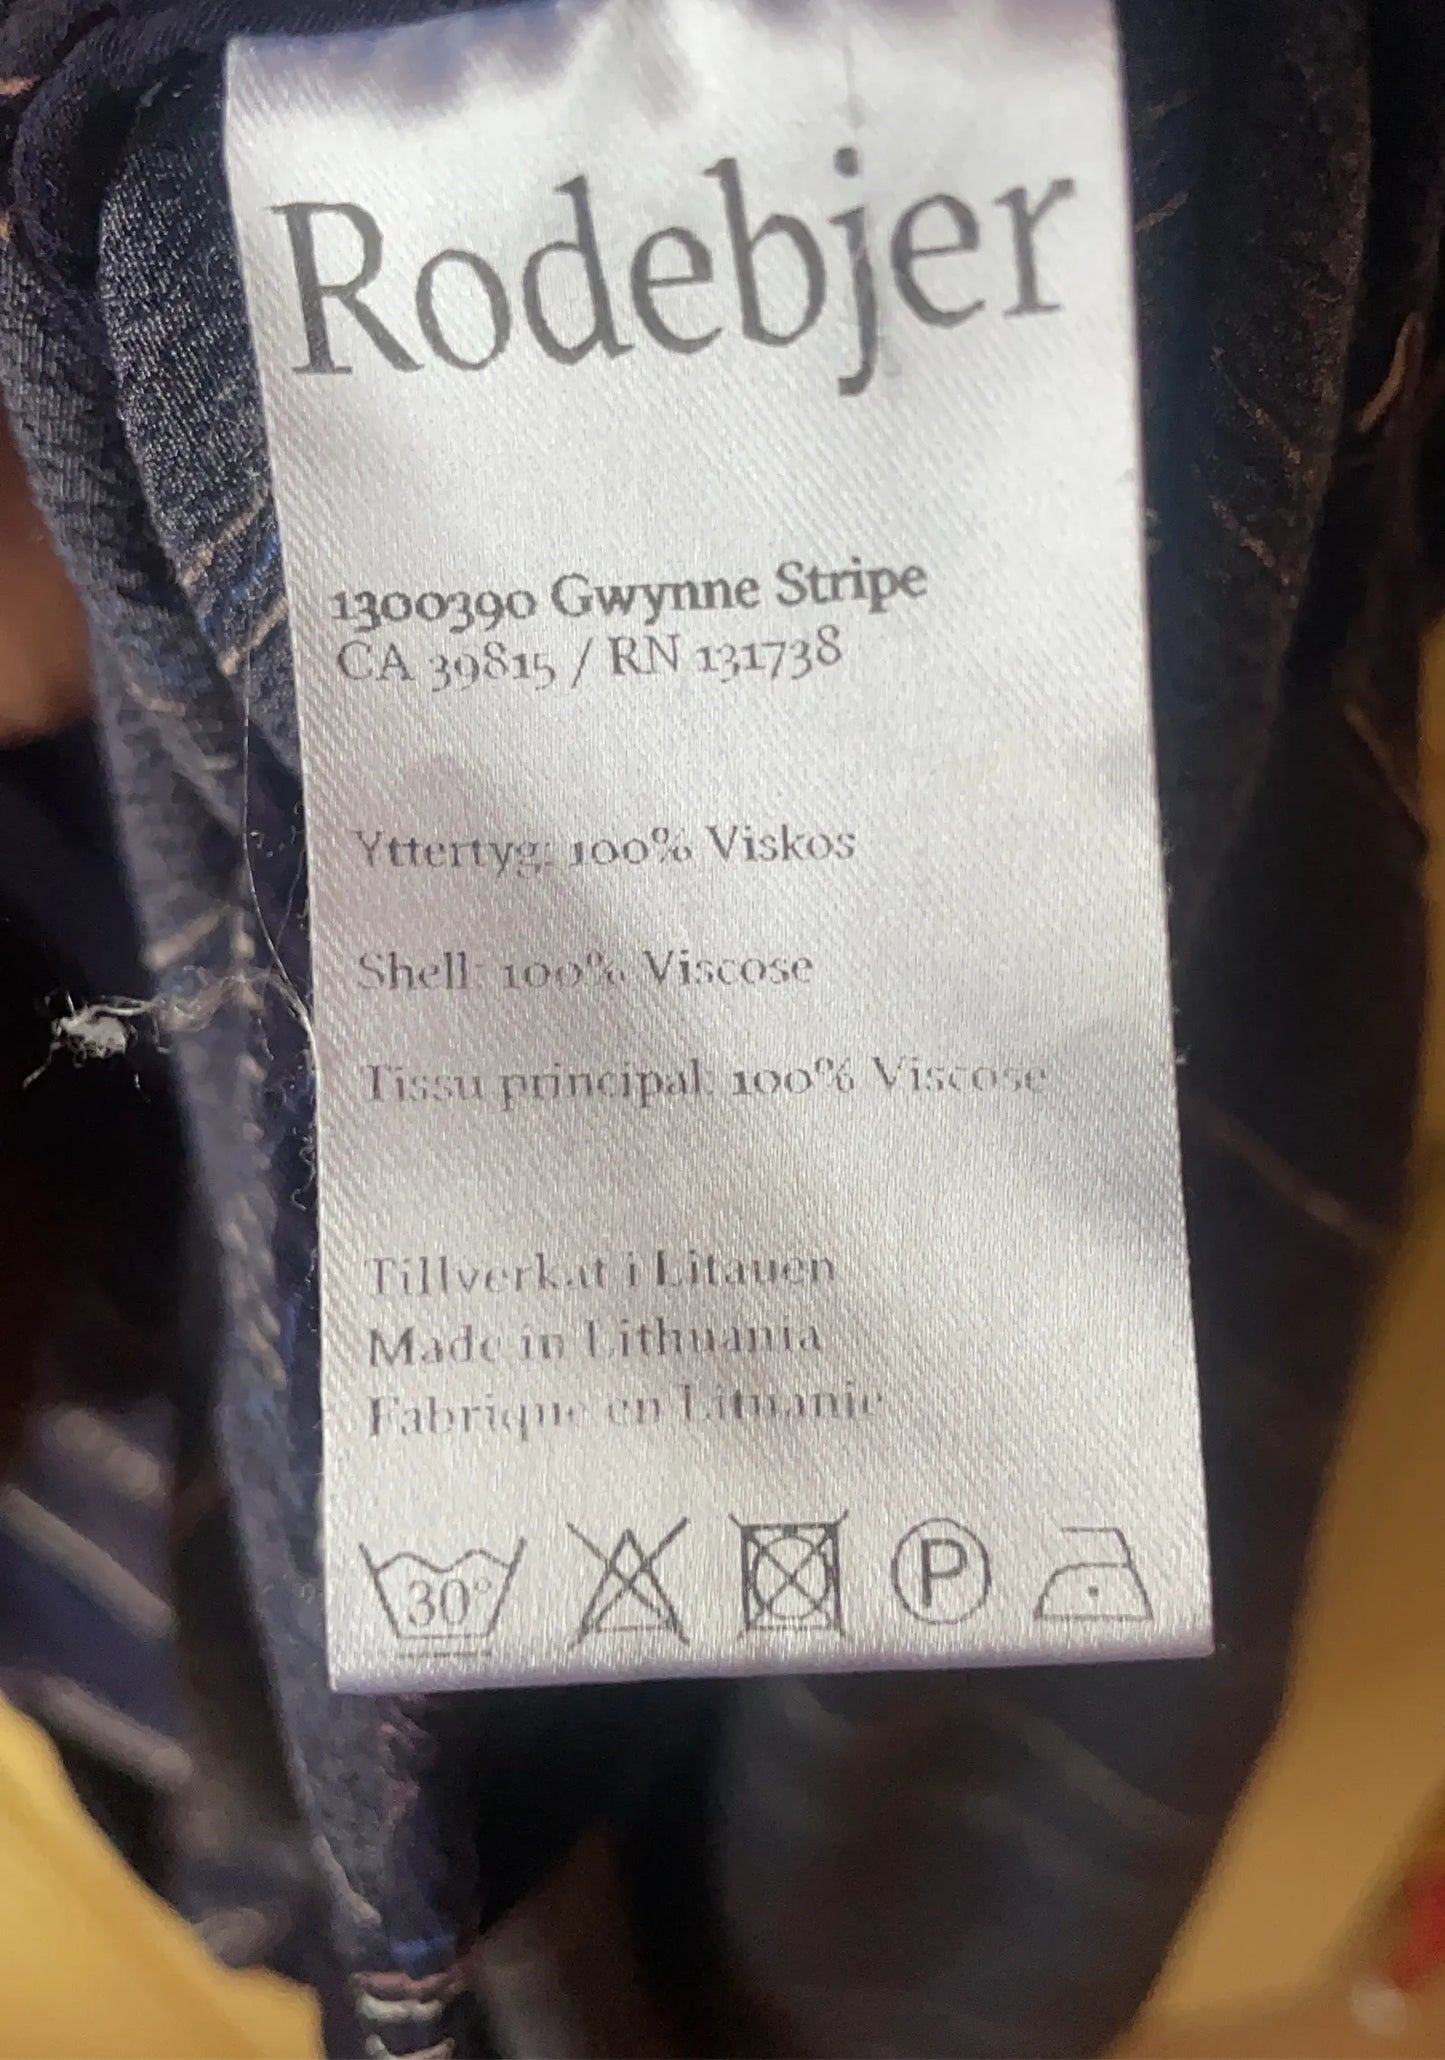 Rodebjer
1300390 Gwynne Stripe
CA 39815 / RN 131738
Yttertyg: 100% Viskos
Shell: 100% Viscose
Tissu principal: 100% Viscose
Tillverkat i Litauen
Made in Lithuania
Fabrique en Lituanie
30° P